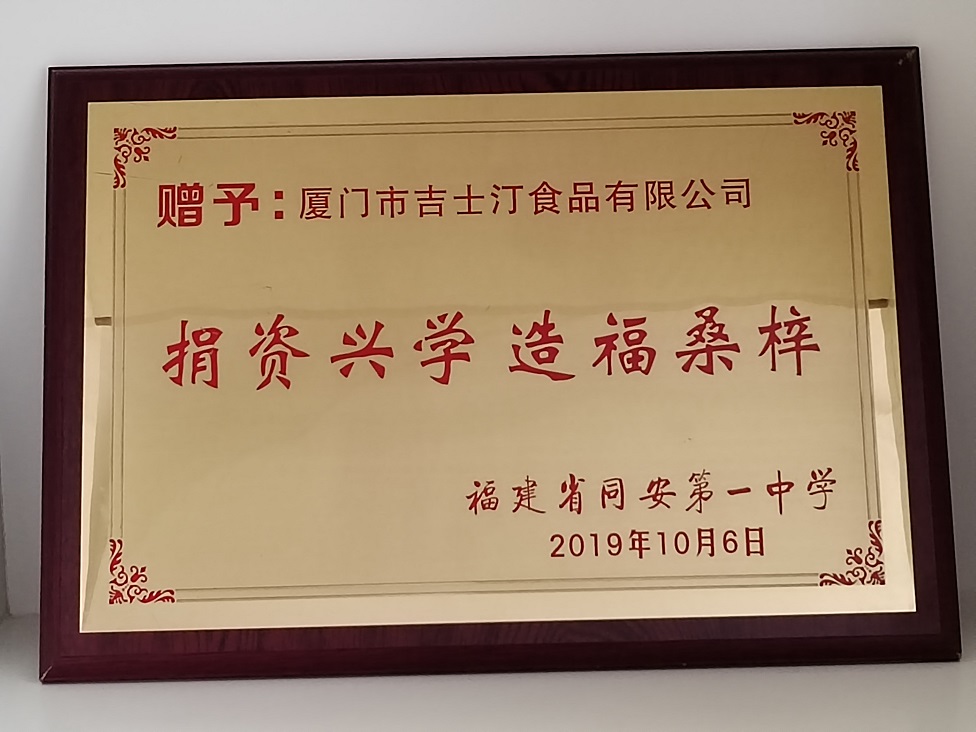 赠予：厦门市吉士汀食品有限公司
捐资兴学 造福桑梓
福建省同安第一中学
2019年10月6日